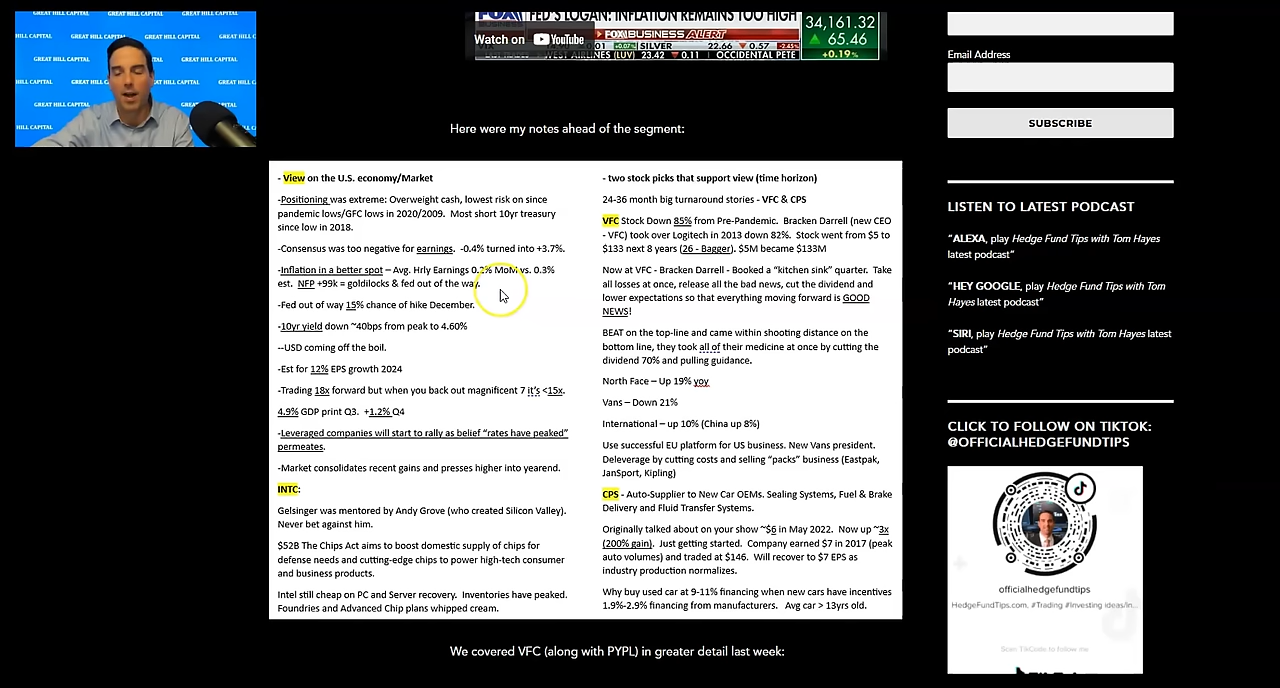 GREAT HILL CAPITAL
FED'S LOGAN: INFLATION REMAINS TOO HIGH
Watch on YouTube
FOX BUSINESS ALERT
+0.07% SILVER 22.66 ▼ 0.57 -2.45%
WEST AIRLINES (LUV) 23.42 ▼ 0.11 OCCIDENTAL PETE
34,161.32
▲ 65.46
+0.19%
Here were my notes ahead of the segment:
- View on the U.S. economy/Market
-Positioning was extreme: Overweight cash, lowest risk on since
pandemic lows/GFC lows in 2020/2009. Most short 10yr treasury
since low in 2018.
-Consensus was too negative for earnings. -0.4% turned into +3.7%.
-Inflation in a better spot – Avg. Hrly Earnings 0.2% MoM vs. 0.3%
est. NFP +99k = goldilocks & fed out of the way.
-Fed out of way 15% chance of hike December.
-10yr yield down ~40bps from peak to 4.60%
--USD coming off the boil.
-Est for 12% EPS growth 2024
-Trading 18x forward but when you back out magnificent 7 it's <15x.
4.9% GDP print Q3. +1.2% Q4
-Leveraged companies will start to rally as belief "rates have peaked"
permeates.
-Market consolidates recent gains and presses higher into yearend.
INTC:
Gelsinger was mentored by Andy Grove (who created Silicon Valley).
Never bet against him.
$52B The Chips Act aims to boost domestic supply of chips for
defense needs and cutting-edge chips to power high-tech consumer
and business products.
Intel still cheap on PC and Server recovery. Inventories have peaked.
Foundries and Advanced Chip plans whipped cream.
- two stock picks that support view (time horizon)
24-36 month big turnaround stories - VFC & CPS
VFC Stock Down 85% from Pre-Pandemic. Bracken Darrell (new CEO
- VFC) took over Logitech in 2013 down 82%. Stock went from $5 to
$133 next 8 years (26 - Bagger). $5M became $133M
Now at VFC - Bracken Darrell - Booked a "kitchen sink" quarter. Take
all losses at once, release all the bad news, cut the dividend and
lower expectations so that everything moving forward is GOOD
NEWS!
BEAT on the top-line and came within shooting distance on the
bottom line, they took all of their medicine at once by cutting the
dividend 70% and pulling guidance.
North Face – Up 19% yoy
Vans – Down 21%
International – up 10% (China up 8%)
Use successful EU platform for US business. New Vans president.
Deleverage by cutting costs and selling "packs" business (Eastpak,
JanSport, Kipling)
CPS - Auto-Supplier to New Car OEMs. Sealing Systems, Fuel & Brake
Delivery and Fluid Transfer Systems.
Originally talked about on your show ~$6 in May 2022. Now up ~3x
(200% gain). Just getting started. Company earned $7 in 2017 (peak
auto volumes) and traded at $146. Will recover to $7 EPS as
industry production normalizes.
Why buy used car at 9-11% financing when new cars have incentives
1.9%-2.9% financing from manufacturers. Avg car > 13yrs old.
We covered VFC (along with PYPL) in greater detail last week:
Email Address
SUBSCRIBE
LISTEN TO LATEST PODCAST
"ALEXA, play Hedge Fund Tips with Tom Hayes
latest podcast"
"HEY GOOGLE, play Hedge Fund Tips with Tom
Hayes latest podcast"
"SIRI, play Hedge Fund Tips with Tom Hayes latest
podcast"
CLICK TO FOLLOW ON TIKTOK:
@OFFICIALHEDGEFUNDTIPS
officialhedgefundtips
HedgeFundTips.com, #Trading #Investing ideas/in...
Scan TikCode to follow me